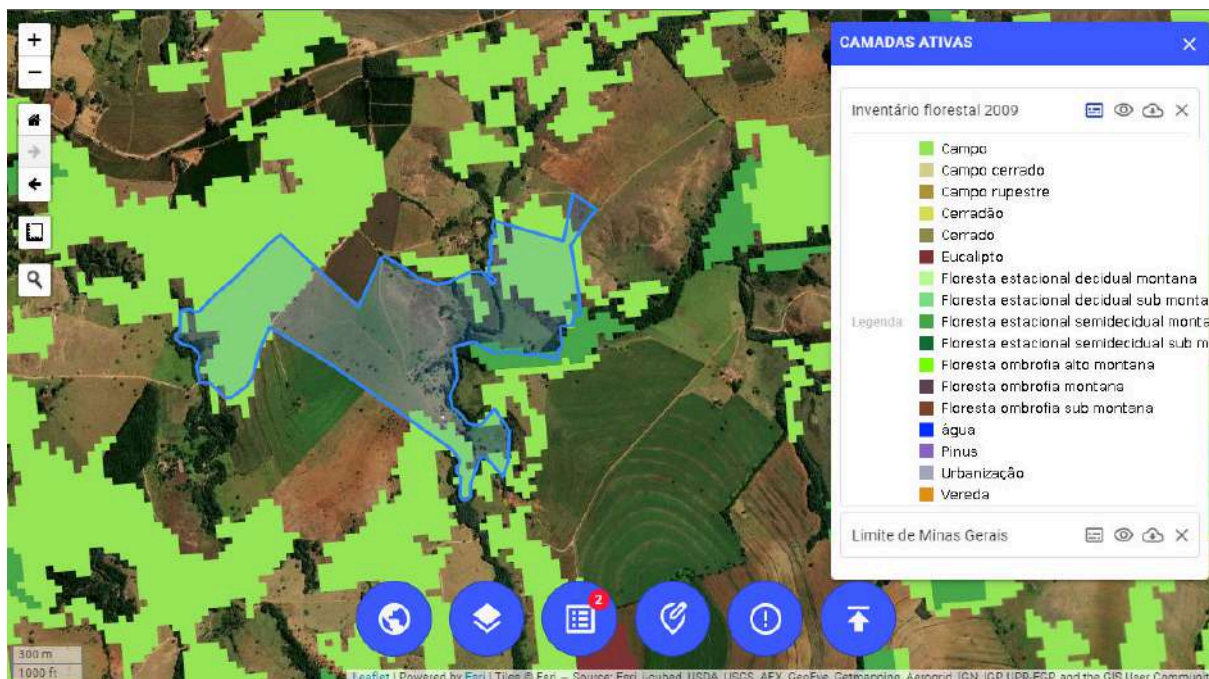 +
−
CAMADAS ATIVAS
Inventário florestal 2009
Legenda
Campo
Campo cerrado
Campo rupestre
Cerradão
Cerrado
Eucalipto
Floresta estacional decidual montana
Floresta estacional decidual sub monta
Floresta estacional semidecidual monta
Floresta estacional semidecidual sub m
Floresta ombrofia alto montana
Floresta ombrofia montana
Floresta ombrofia sub montana
água
Pinus
Urbanização
Vereda
Limite de Minas Gerais
2
300 m
1000 ft
Leaflet | Powered by Esri | Tiles © Esri — Source: Esri, i-cubed, USDA, USGS, AEX, GeoEye, Getmapping, Aerogrid, IGN, IGP, UPR-EGP, and the GIS User Communit